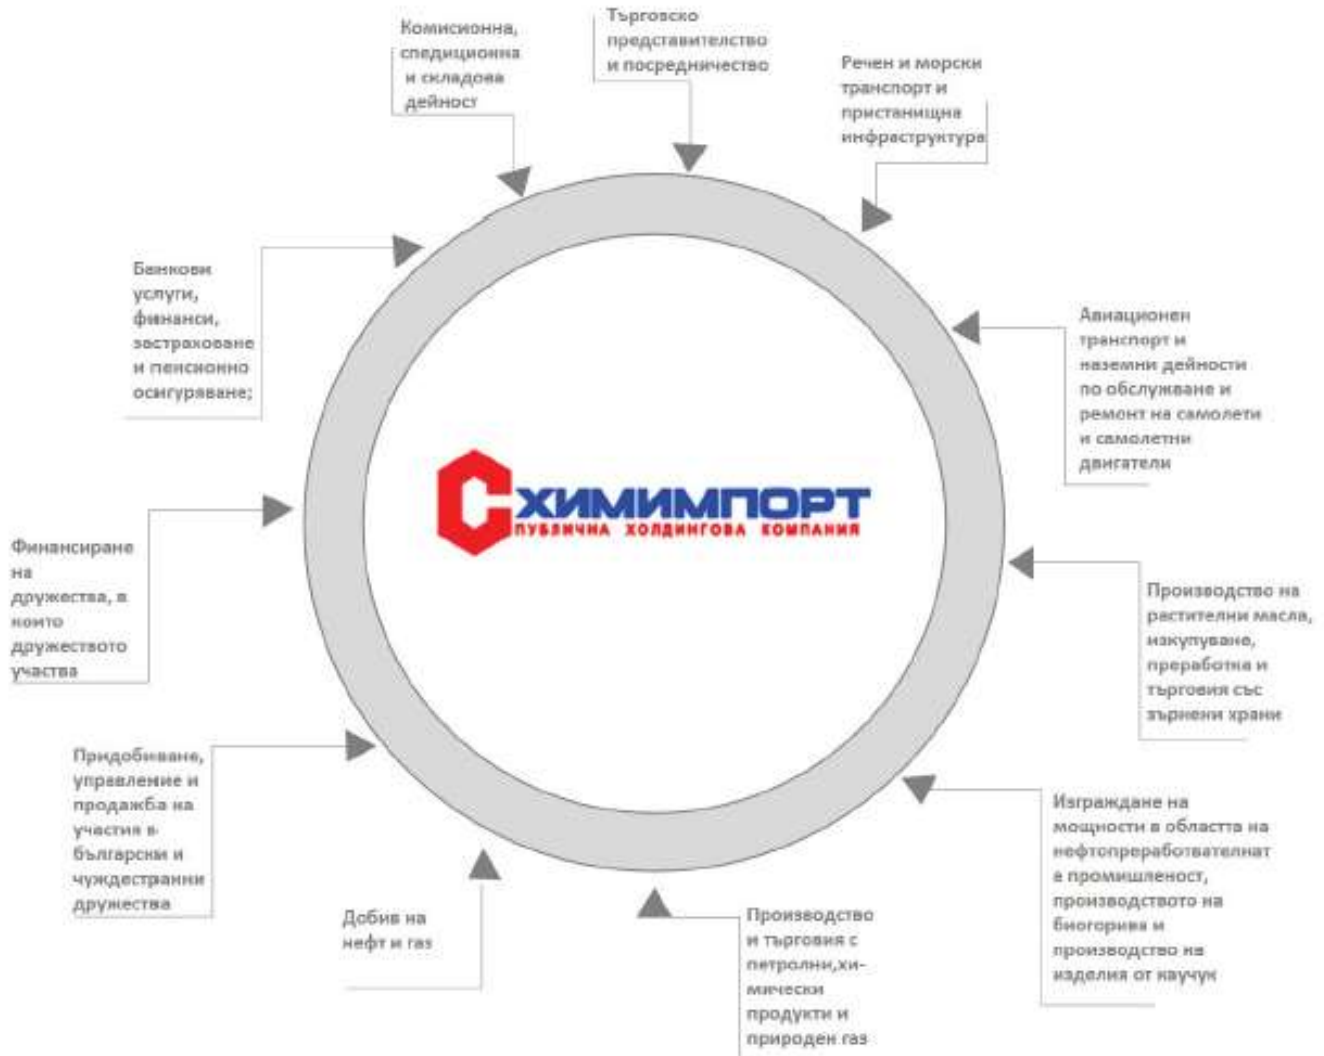 Комисионна,
спедиционна
и складова
дейност
Търговско
представителство
и посредничество
Речен и морски
транспорт и
пристанищна
инфраструктура
Авиационен
транспорт и
наземни дейности
по обслужване и
ремонт на самолети
и самолетни
двигатели
Производство на
растителни масла,
изкупуване,
преработка и
търговия със
зърнени храни
Изграждане на
мощности в областта на
нефтопреработвателнат
а промишленост,
производството на
биогорива и
производство на
изделия от каучук
Производство
и търговия с
петролни,хи-
мически
продукти и
природен газ
Добив на
нефт и газ
Придобиване,
управление и
продажба на
участия в
български и
чуждестранни
дружества
Финансиране
на
дружества, в
които
дружеството
участва
Банкови
услуги,
финанси,
застраховане
и пенсионно
осигуряване;
ХИМИМПОРТ
ПУБЛИЧНА ХОЛДИНГОВА КОМПАНИЯ